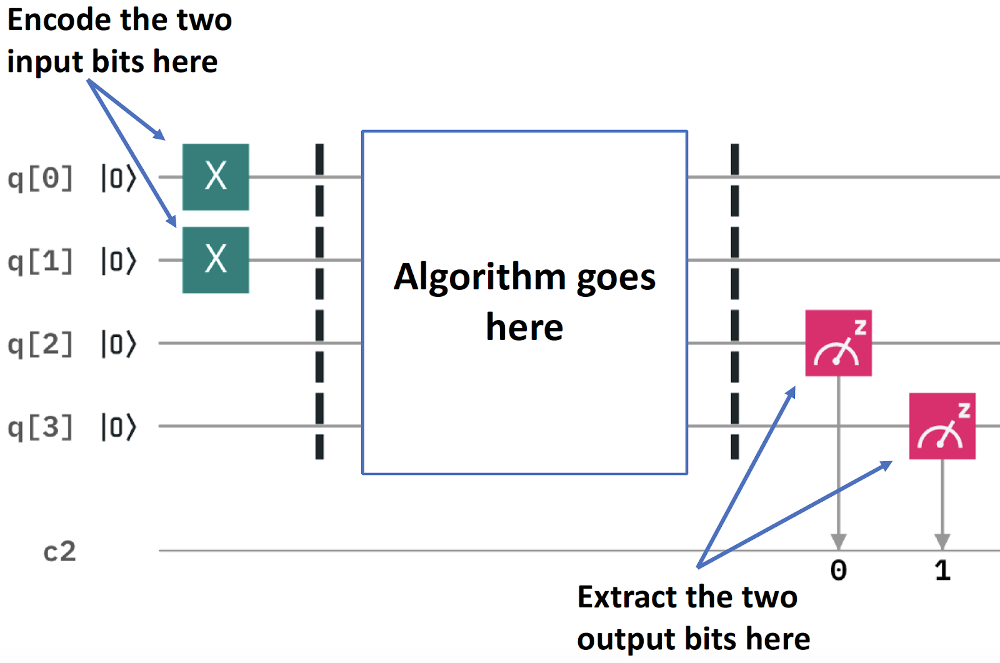 Encode the two
input bits here
q[0] |0⟩ X
q[1] |0⟩ X
Algorithm goes
here
q[2] |0⟩ z
q[3] |0⟩ z
c2
0 1
Extract the two
output bits here